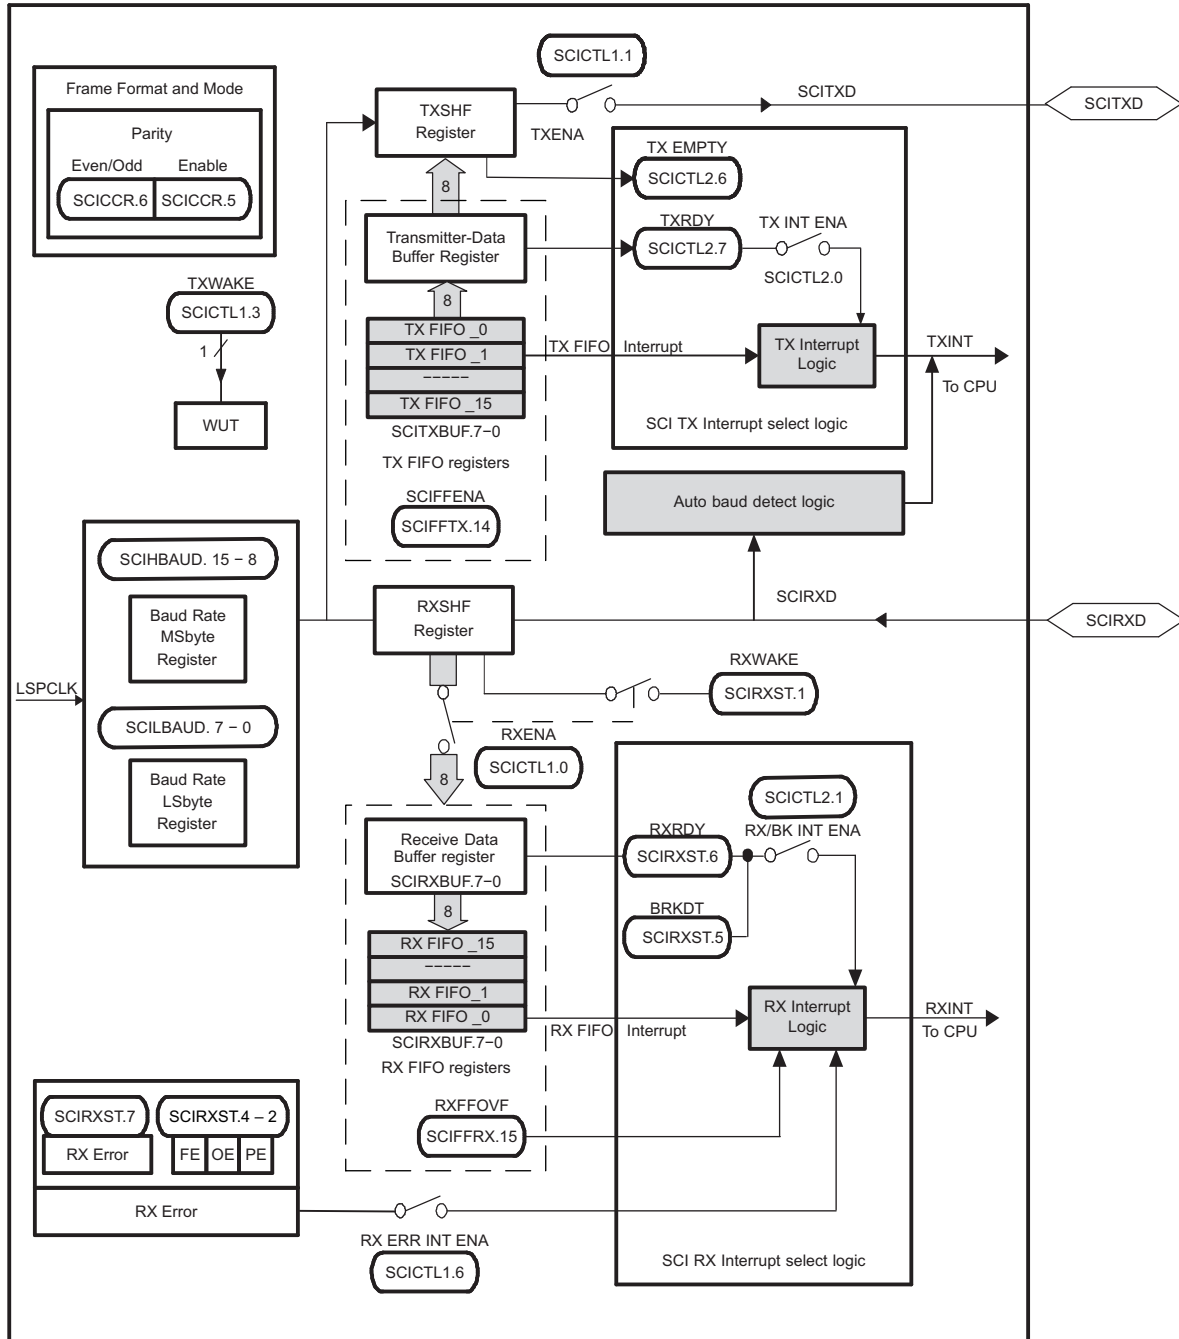 SCICTL1.1
Frame Format and Mode
Parity
Even/Odd Enable
SCICCR.6 SCICCR.5
TXSHF
Register
TXENA
SCITXD
SCITXD
TX EMPTY
SCICTL2.6
8
Transmitter-Data
Buffer Register
TXRDY
SCICTL2.7
TX INT ENA
SCICTL2.0
TXWAKE
SCICTL1.3
1
WUT
8
TX FIFO _0
TX FIFO _1
-----
TX FIFO _15
SCITXBUF.7-0
TX FIFO registers
SCIFFENA
SCIFFTX.14
TX FIFO Interrupt
TX Interrupt
Logic
TXINT
To CPU
SCI TX Interrupt select logic
Auto baud detect logic
SCIHBAUD. 15 - 8
Baud Rate
MSbyte
Register
LSPCLK
SCILBAUD. 7 - 0
Baud Rate
LSbyte
Register
RXSHF
Register
SCIRXD
SCIRXD
RXWAKE
SCIRXST.1
RXENA
SCICTL1.0
8
Receive Data
Buffer register
SCIRXBUF.7-0
8
RX FIFO _15
-----
RX FIFO_1
RX FIFO _0
SCIRXBUF.7-0
RX FIFO registers
SCICTL2.1
RXRDY
SCIRXST.6
RX/BK INT ENA
BRKDT
SCIRXST.5
RX FIFO Interrupt
RX Interrupt
Logic
RXINT
To CPU
RXFFOVF
SCIFFRX.15
SCIRXST.7
SCIRXST.4 – 2
RX Error
FE OE PE
RX Error
RX ERR INT ENA
SCICTL1.6
SCI RX Interrupt select logic